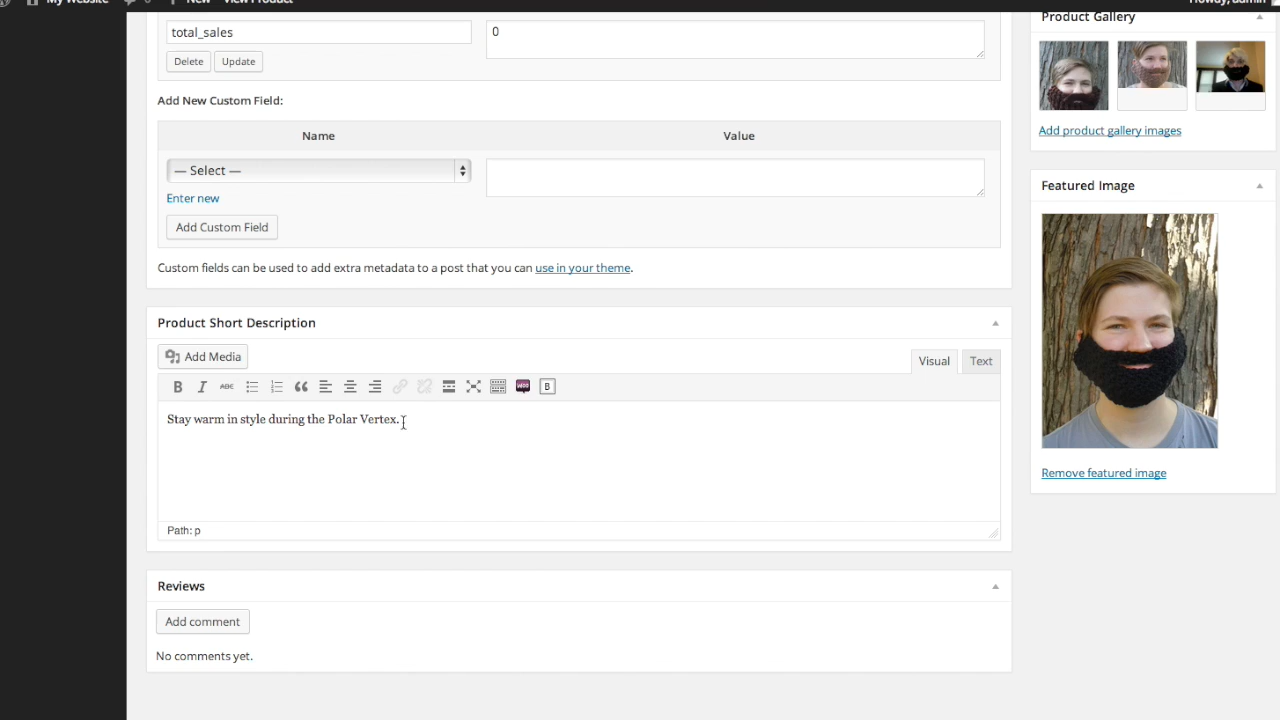 My Website
0
New
View Product
Howdy, admin
total_sales
0
Delete
Update
Add New Custom Field:
Name
Value
— Select —
Enter new
Add Custom Field
Custom fields can be used to add extra metadata to a post that you can use in your theme.
Product Short Description
Add Media
Visual
Text
B
I
ABC
WOO
B
Stay warm in style during the Polar Vertex.
Path: p
Reviews
Add comment
No comments yet.
Product Gallery
Add product gallery images
Featured Image
Remove featured image